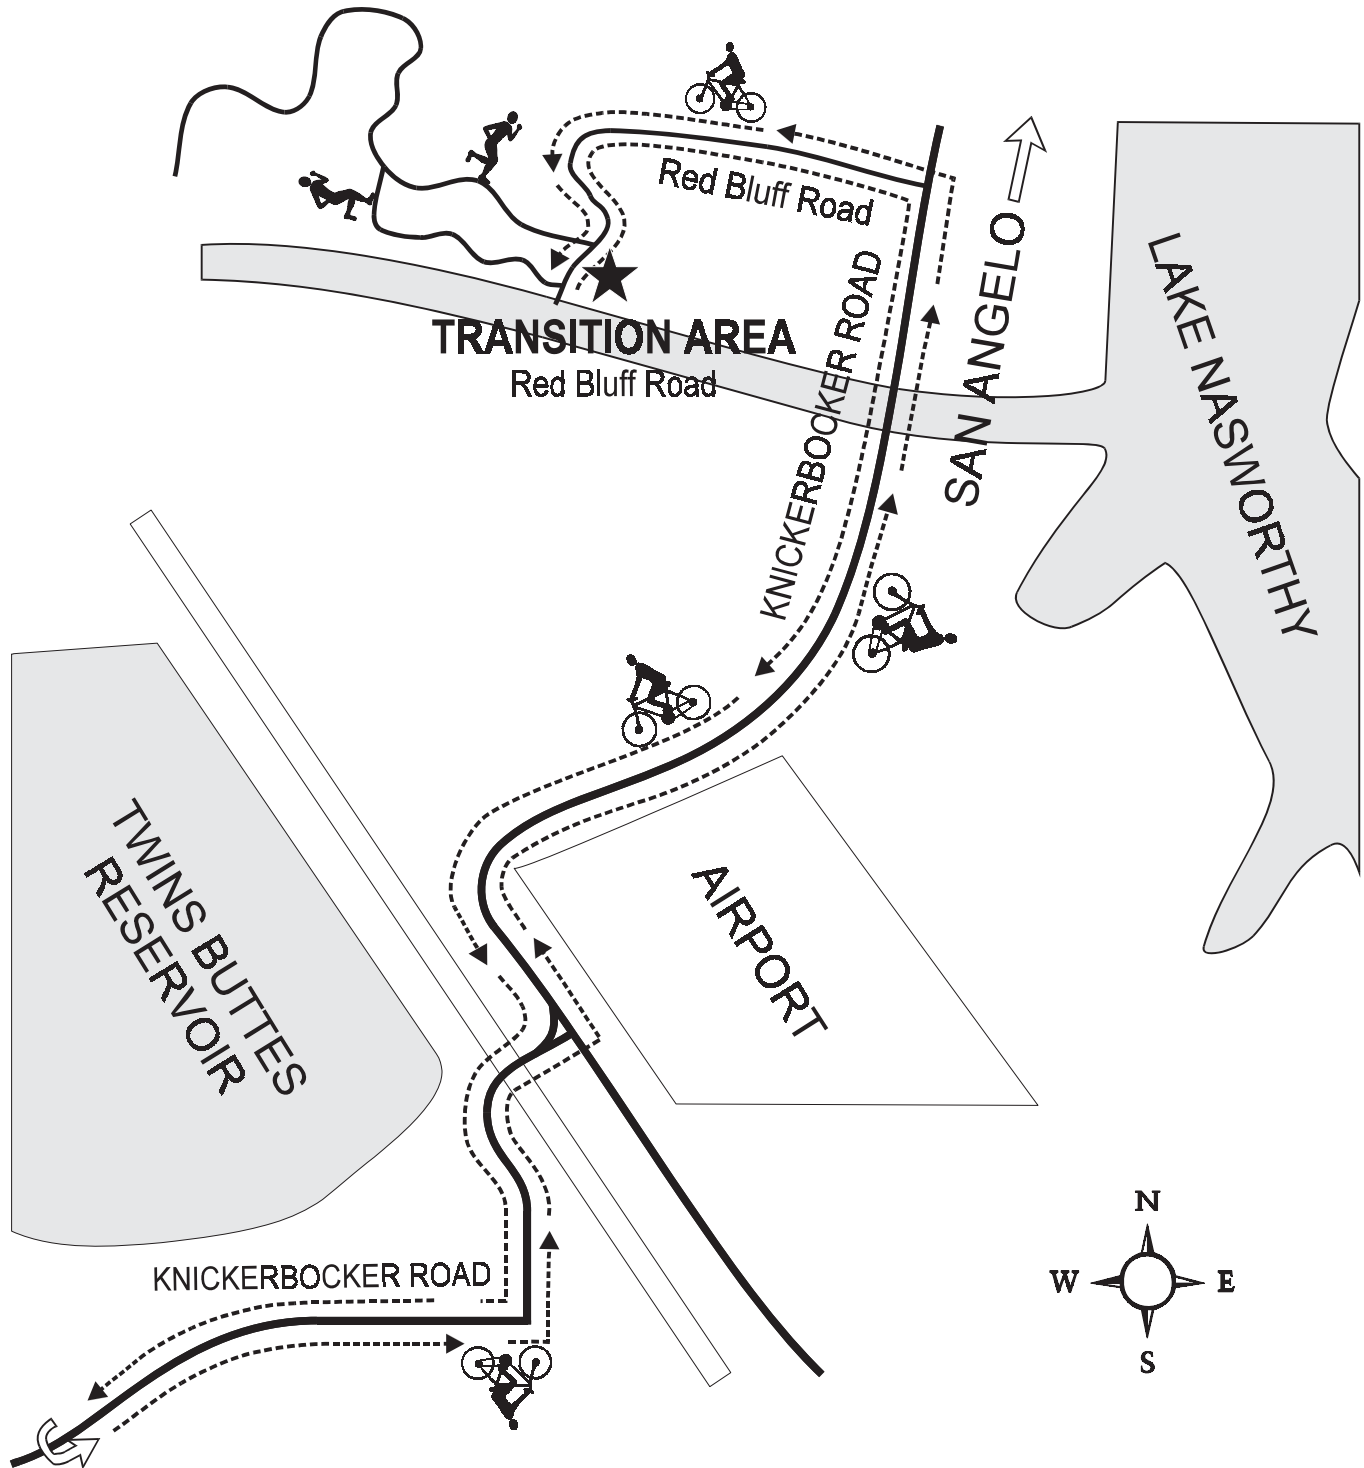 Red Bluff Road
SAN ANGELO
KNICKERBOCKER ROAD
LAKE NASWORTHY
TRANSITION AREA
Red Bluff Road
TWINS BUTTES
RESERVOIR
AIRPORT
KNICKERBOCKER ROAD
N
W
E
S